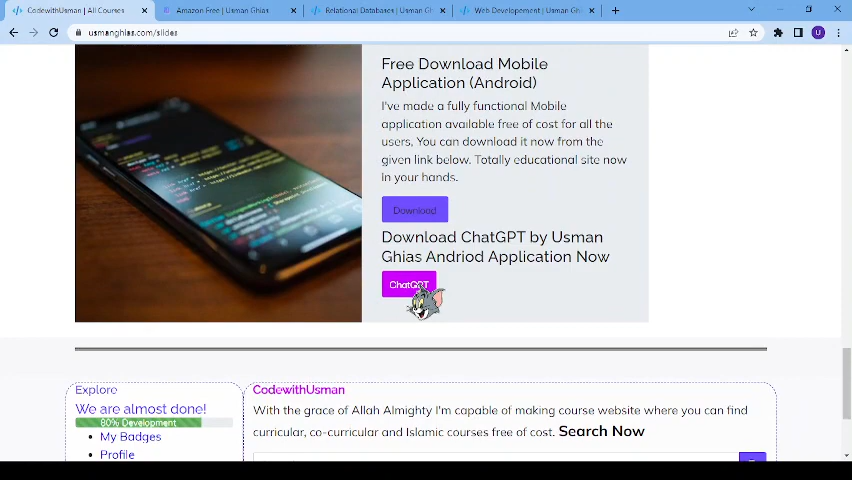 CodewithUsman | All Courses
Amazon Free | Usman Ghias
Relational Databases | Usman Gh
Web Developement | Usman Ghi
usmanghias.com/slides
U
Free Download Mobile
Application (Android)
I've made a fully functional Mobile
application available free of cost for all the
users. You can download it now from the
given link below. Totally educational site now
in your hands.
Download
Download ChatGPT by Usman
Ghias Andriod Application Now
ChatGPT
Explore
We are almost done!
80% Development
My Badges
Profile
CodewithUsman
With the grace of Allah Almighty I'm capable of making course website where you can find
curricular, co-curricular and Islamic courses free of cost. Search Now